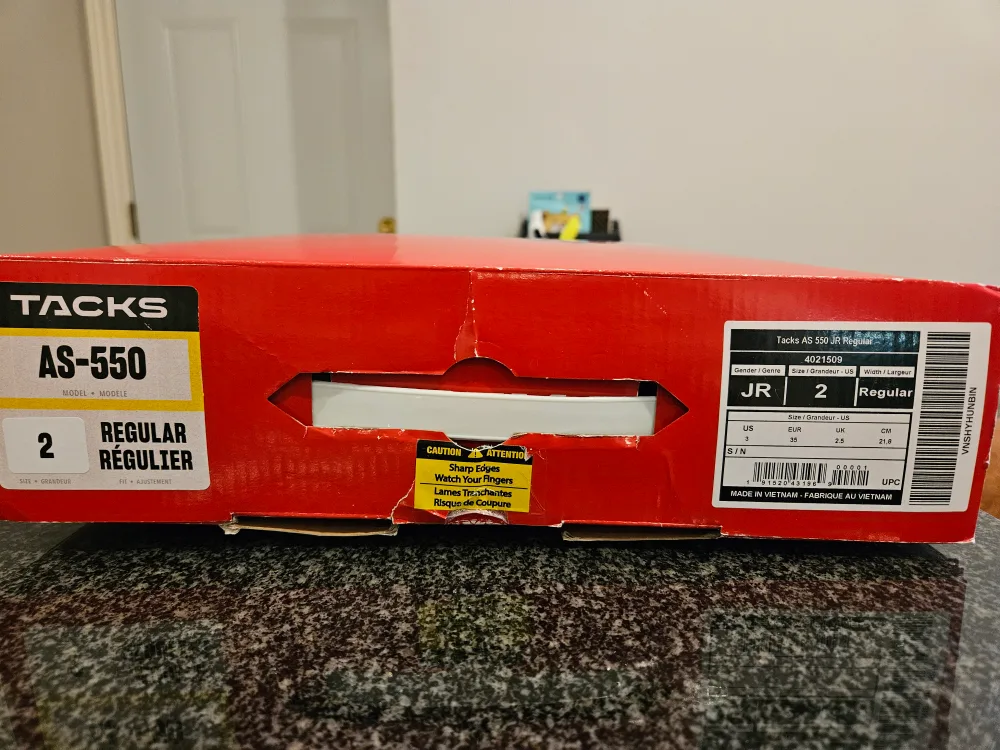 TACKS
AS-550
MODEL • MODELE
2
REGULAR
RÉGULIER
SIZE • GRANDEUR
FIT • AJUSTEMENT
CAUTION ATTENTION
Sharp Edges
Watch Your Fingers
Lames Tranchantes
Risque de Coupure
Tacks AS 550 JR Regular
4021509
Gender / Genre Size / Grandeur - US Width / Largeur
JR 2 Regular
Size / Grandeur - US
US EUR UK CM
3 35 2.5 21.8
S / N
00001
UPC
MADE IN VIETNAM - FABRIQUE AU VIETNAM
VNSHYHUNBIN